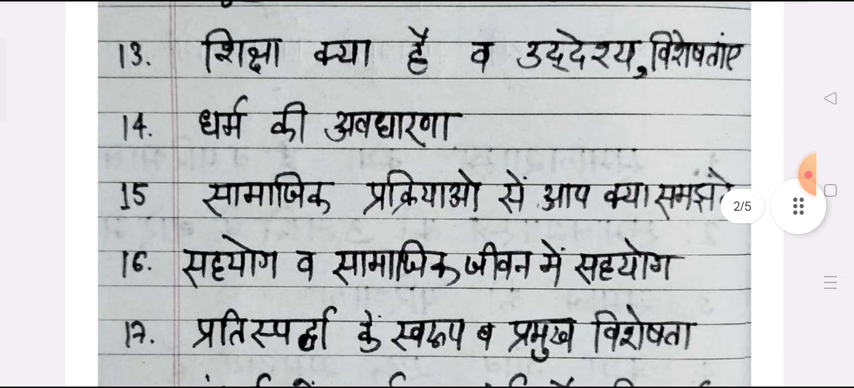 13. शिक्षा क्या है व उद्देश्य, विशेषतांए
14. धर्म की अवधारणा
15 सामाजिक प्रक्रियाओ से आप क्या समझते
2/5
16. सहयोग व सामाजिक जीवन में सहयोग
17. प्रतिस्पर्द्धा के स्वरूप व प्रमुख विशेषता